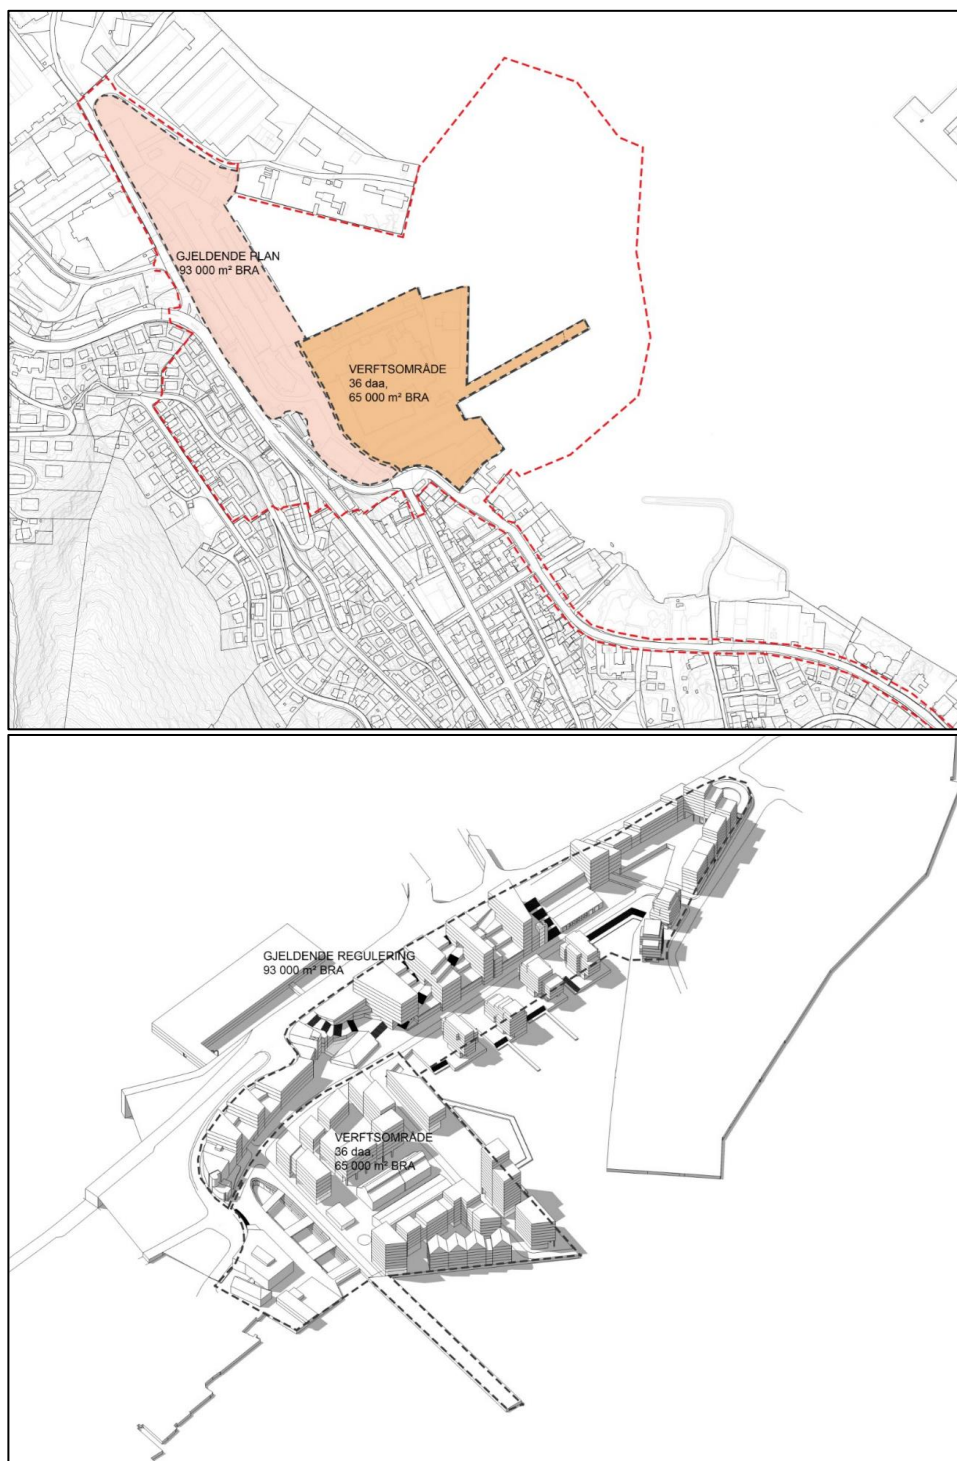 GJELDENDE PLAN
93 000 m² BRA
VERFTSOMRÅDE
36 daa,
65 000 m² BRA
GJELDENDE REGULERING
93 000 m² BRA
VERFTSOMRÅDE
36 daa,
65 000 m² BRA